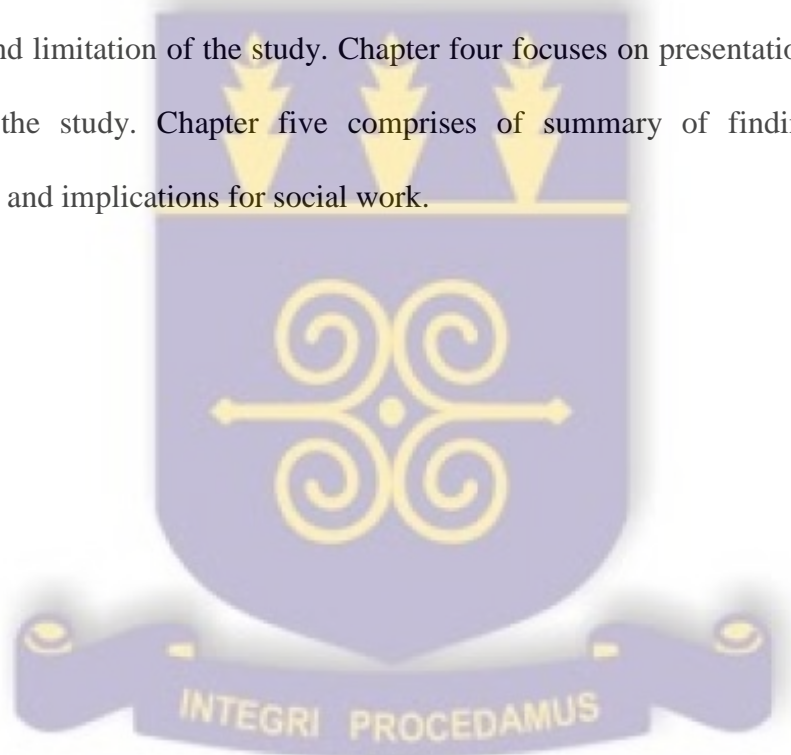 nd limitation of the study. Chapter four focuses on presentatio
the study. Chapter five comprises of summary of findi
and implications for social work.
INTEGRI PROCEDAMUS